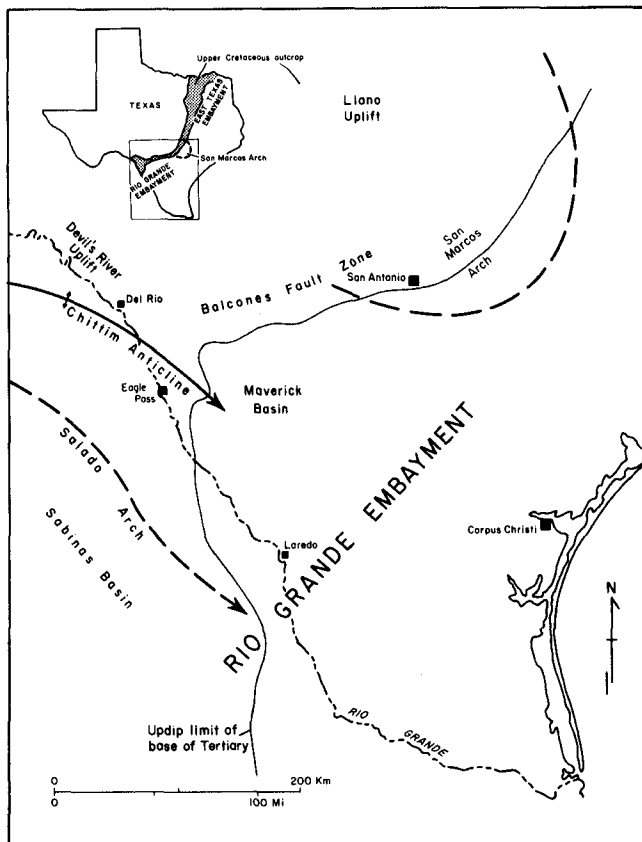 Upper Cretaceous outcrop
TEXAS
EAST TEXAS
EMBAYMENT
San Marcos Arch
RIO GRANDE
EMBAYMENT
Llano
Uplift
Devil's River
Uplift
Del Rio
Chittim Anticline
Balcones Fault Zone
San Antonio
San
Marcos
Arch
Eagle
Pass
Maverick
Basin
Salado
Arch
Sabinas Basin
RIO GRANDE EMBAYMENT
Corpus Christi
Laredo
N
RIO
GRANDE
Updip limit of
base of Tertiary
0 200 Km
0 100 Mi